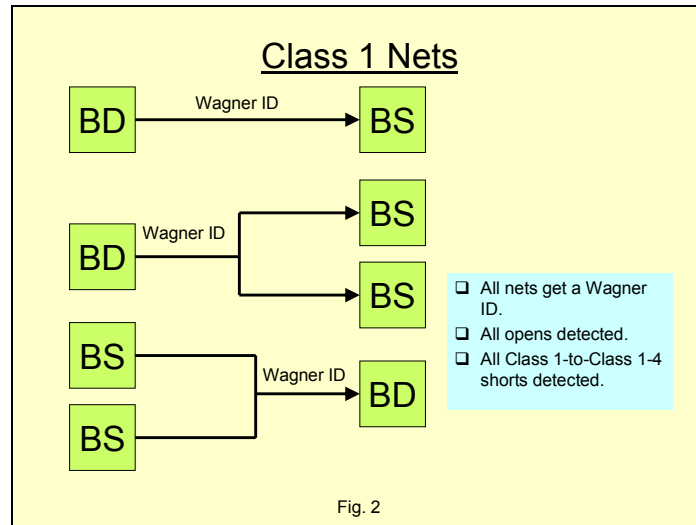 Class 1 Nets
BD
Wagner ID
BS
BD
Wagner ID
BS
BS
❑ All nets get a Wagner
ID.
❑ All opens detected.
❑ All Class 1-to-Class 1-4
shorts detected.
BS
BS
Wagner ID
BD
Fig. 2